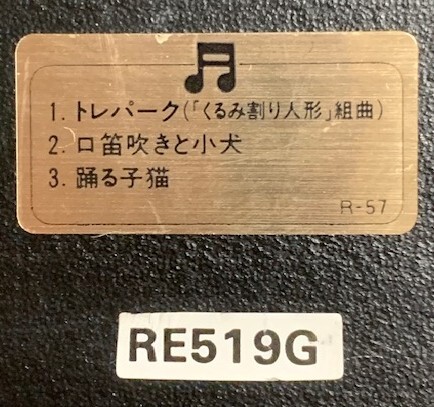 1. トレパーク(「くるみ割り人形」組曲)
2. 口笛吹きと小犬
3. 踊る子猫
R-57
RE519G